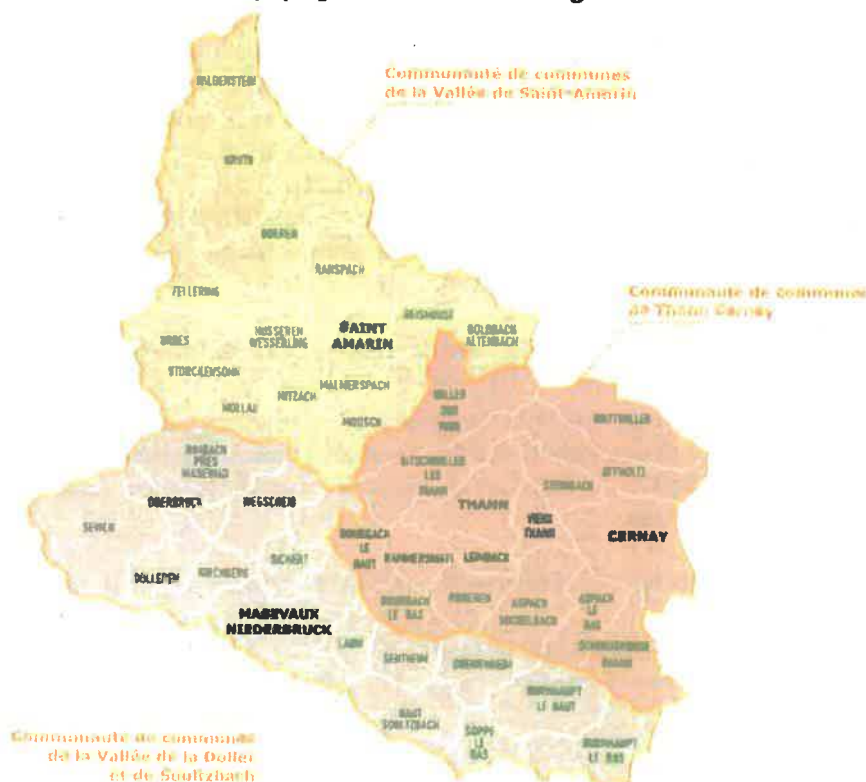 Communauté de communes
de la Vallée de Saint-Amarin
WILDENSTEIN
KRUTH
ODEREN
RANSPACH
FELLERING
Communauté de communes
de Thann Cernay
GEISHOUSE
GOLDBACH
ALTENBACH
URBES
HUSSEREN
WESSERLING
SAINT
AMARIN
STORCKENSOHN
MITZACH
MALMERSPACH
MOLLAU
MOOSCH
WILLER
SUR
THUR
WATTWILLER
RIMBACH
PRES
MASEVAUX
BITSCHWILLER
LES
THANN
STEINBACH
UFFHOLTZ
OBERBRUCK
WEGSCHEID
THANN
VIEUX
THANN
CERNAY
SEWEN
BOURBACH
LE
HAUT
RAMMERSMATT
LEIMBACH
DOLLEREN
KIRCHBERG
SICKERT
MASEVAUX
NIEDERBRUCK
BOURBACH
LE BAS
RODEREN
ASPACH
MICHELBACH
ASPACH
LE
BAS
SCHWEIGHOUSE
THANN
LAUW
SENTHEIM
GUEWENHEIM
BURNHAUPT
LE HAUT
HAUT
SOULTZBACH
SOPPE
LE
BAS
BURNHAUPT
LE BAS
Communauté de communes
de la Vallée de la Doller
et de Soultzbach